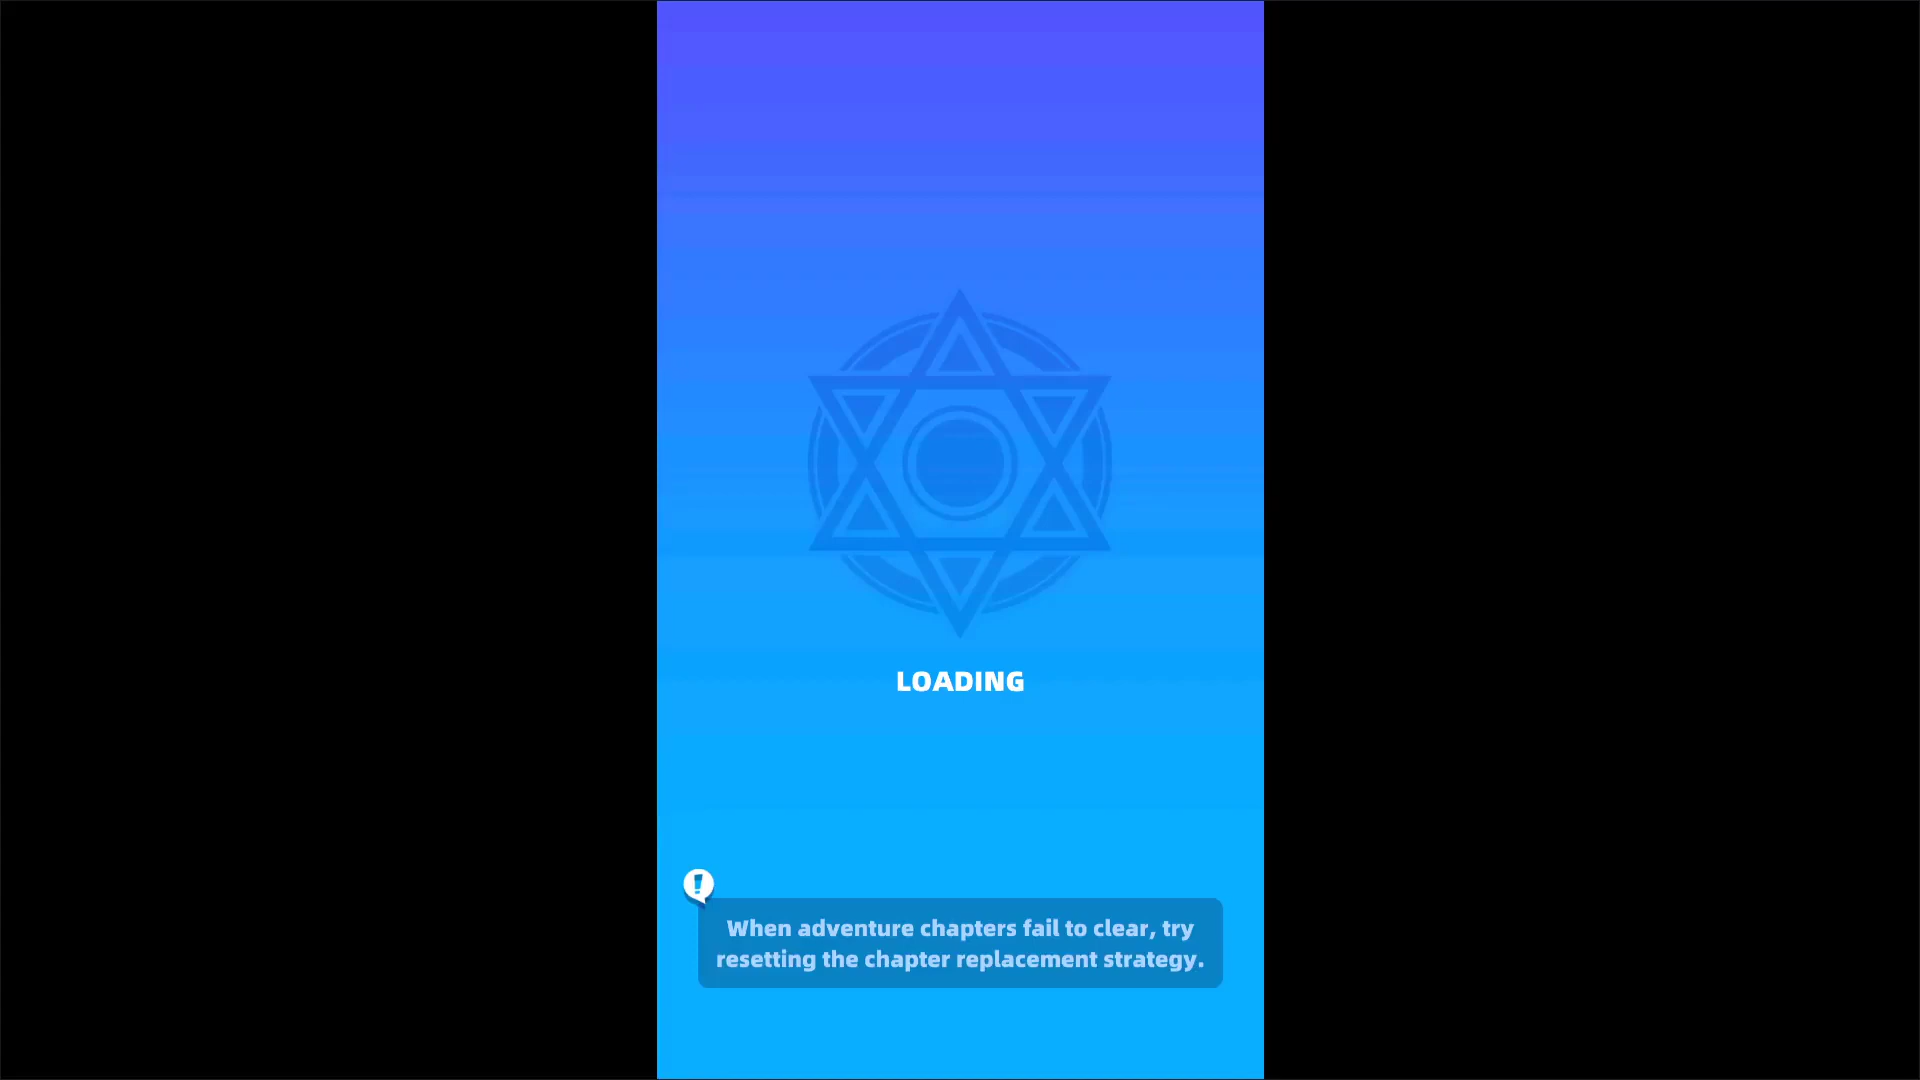 LOADING
When adventure chapters fail to clear, try
resetting the chapter replacement strategy.